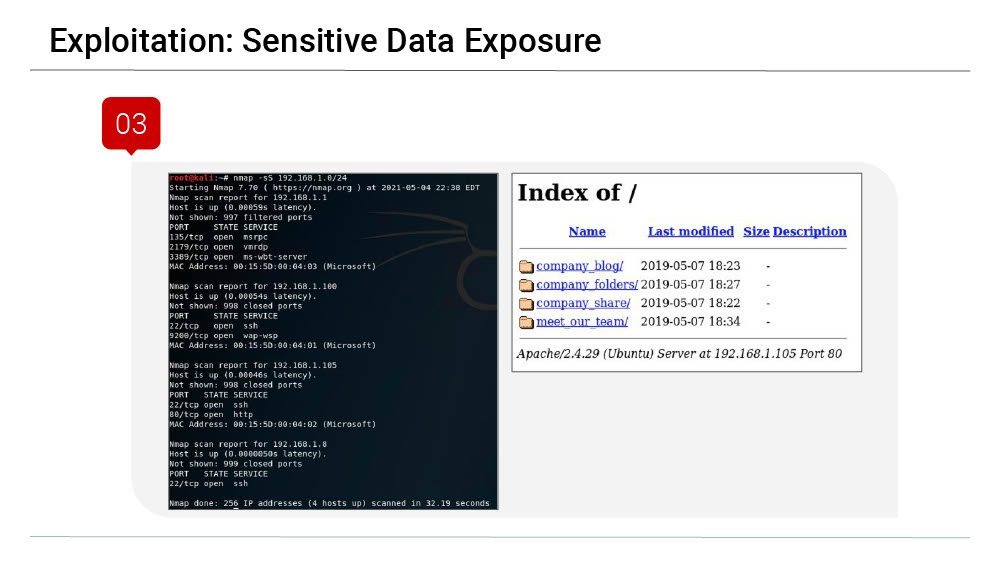 Exploitation: Sensitive Data Exposure
03
root@kali:~# nmap -sS 192.168.1.0/24
Starting Nmap 7.70 ( https://nmap.org ) at 2021-05-04 22:38 EDT
Nmap scan report for 192.168.1.1
Host is up (0.00059s latency).
Not shown: 997 filtered ports
PORT     STATE SERVICE
135/tcp  open  msrpc
2179/tcp open  vmrdp
3389/tcp open  ms-wbt-server
MAC Address: 00:15:5D:00:04:03 (Microsoft)
Nmap scan report for 192.168.1.100
Host is up (0.00054s latency).
Not shown: 998 closed ports
PORT     STATE SERVICE
22/tcp   open  ssh
9200/tcp open  wap-wsp
MAC Address: 00:15:5D:00:04:01 (Microsoft)
Nmap scan report for 192.168.1.105
Host is up (0.00046s latency).
Not shown: 998 closed ports
PORT   STATE SERVICE
22/tcp open  ssh
80/tcp open  http
MAC Address: 00:15:5D:00:04:02 (Microsoft)
Nmap scan report for 192.168.1.8
Host is up (0.0000050s latency).
Not shown: 999 closed ports
PORT   STATE SERVICE
22/tcp open  ssh
Nmap done: 256 IP addresses (4 hosts up) scanned in 32.19 seconds
Index of /
Name Last modified Size Description
company_blog/ 2019-05-07 18:23 -
company_folders/ 2019-05-07 18:27 -
company_share/ 2019-05-07 18:22 -
meet_our_team/ 2019-05-07 18:34 -
Apache/2.4.29 (Ubuntu) Server at 192.168.1.105 Port 80